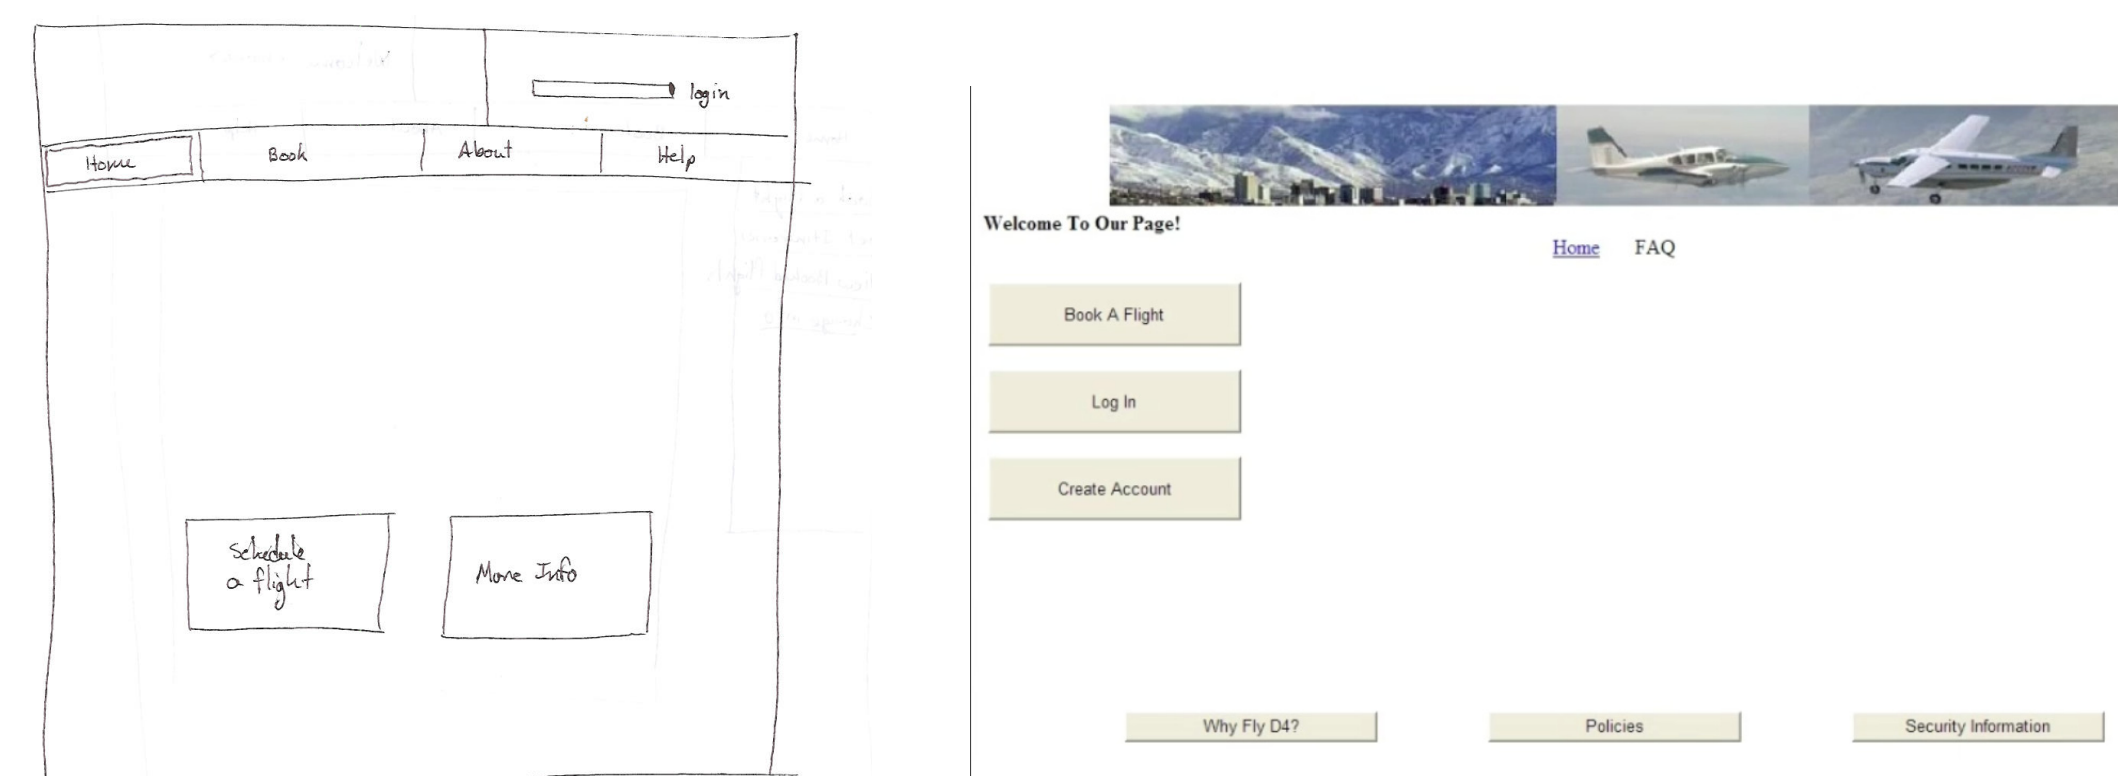 login
Home Book About Help
Schedule
a flight
More Info
Welcome To Our Page!
Home FAQ
Book A Flight
Log In
Create Account
Why Fly D4? Policies Security Information